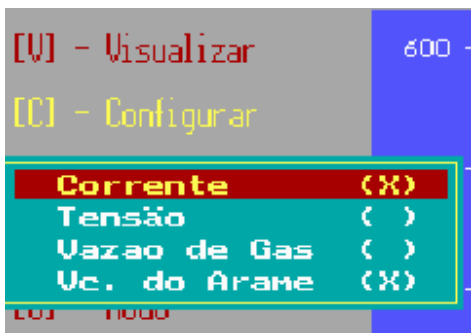 [V] - Visualizar
600 -
[C] - Configurar
Corrente (X)
Tensão ( )
Vazao de Gas ( )
Vc. do Arame (X)